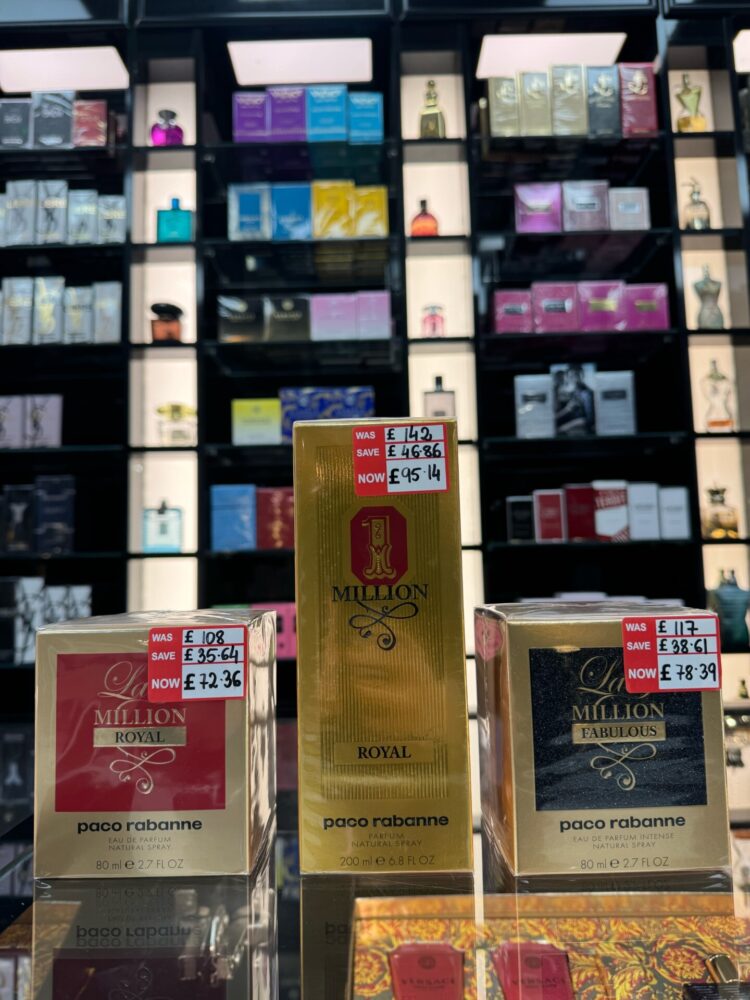 WAS £ 108
SAVE £ 35.64
NOW £ 72.36
La
MILLION
ROYAL
paco rabanne
EAU DE PARFUM
NATURAL SPRAY
80 ml e 2.7 FL OZ
WAS £ 142
SAVE £ 46.86
NOW £ 95.14
1
MILLION
ROYAL
paco rabanne
PARFUM
NATURAL SPRAY
200 ml e 6.8 FL OZ
WAS £ 117
SAVE £ 38.61
NOW £ 78.39
Lady
MILLION
FABULOUS
paco rabanne
EAU DE PARFUM INTENSE
NATURAL SPRAY
80 ml e 2.7 FL OZ
VERSACE
VERSACE